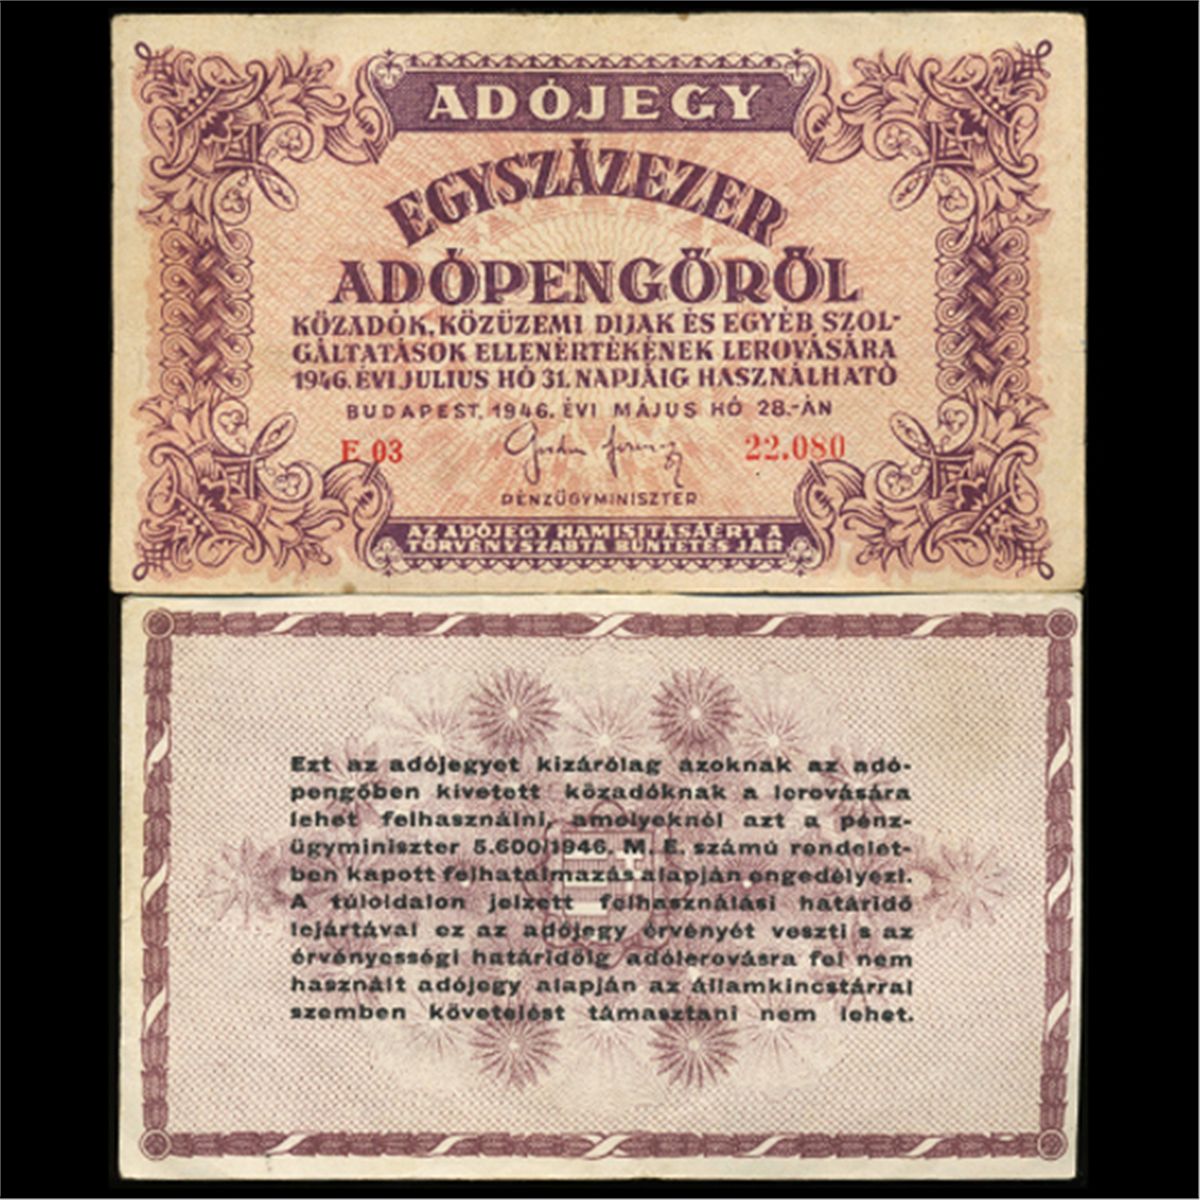 ADÓJEGY
EGYSZÁZEZER
ADÓPENGŐRŐL
KÖZADÓK, KÖZÜZEMI DIJAK ÉS EGYÉB SZOL-
GÁLTATÁSOK ELLENÉRTÉKÉNEK LEROVÁSÁRA
1946. ÉVI JULIUS HÓ 31. NAPJÁIG HASZNÁLHATÓ
BUDAPEST, 1946. ÉVI MÁJUS HÓ 28.-ÁN
E 03 22.080
PÉNZÜGYMINISZTER
AZ ADÓJEGY HAMISITÁSÁÉRT A
TÖRVÉNYSZABTA BÜNTETÉS JÁR
Ezt az adójegyet kizárólag azoknak az adó-
pengőben kivetett közadóknak a lerovására
lehet felhasználni, amelyeknél azt a pénz-
ügyminiszter 5.600/1946. M. E. számú rendelet-
ben kapott felhatalmazás alapján engedélyezi.
A túloldalon jelzett felhasználási határidő
lejártával ez az adójegy érvényét veszti s az
érvényességi határidőig adólerovásra fel nem
használt adójegy alapján az államkincstárral
szemben követelést támasztani nem lehet.